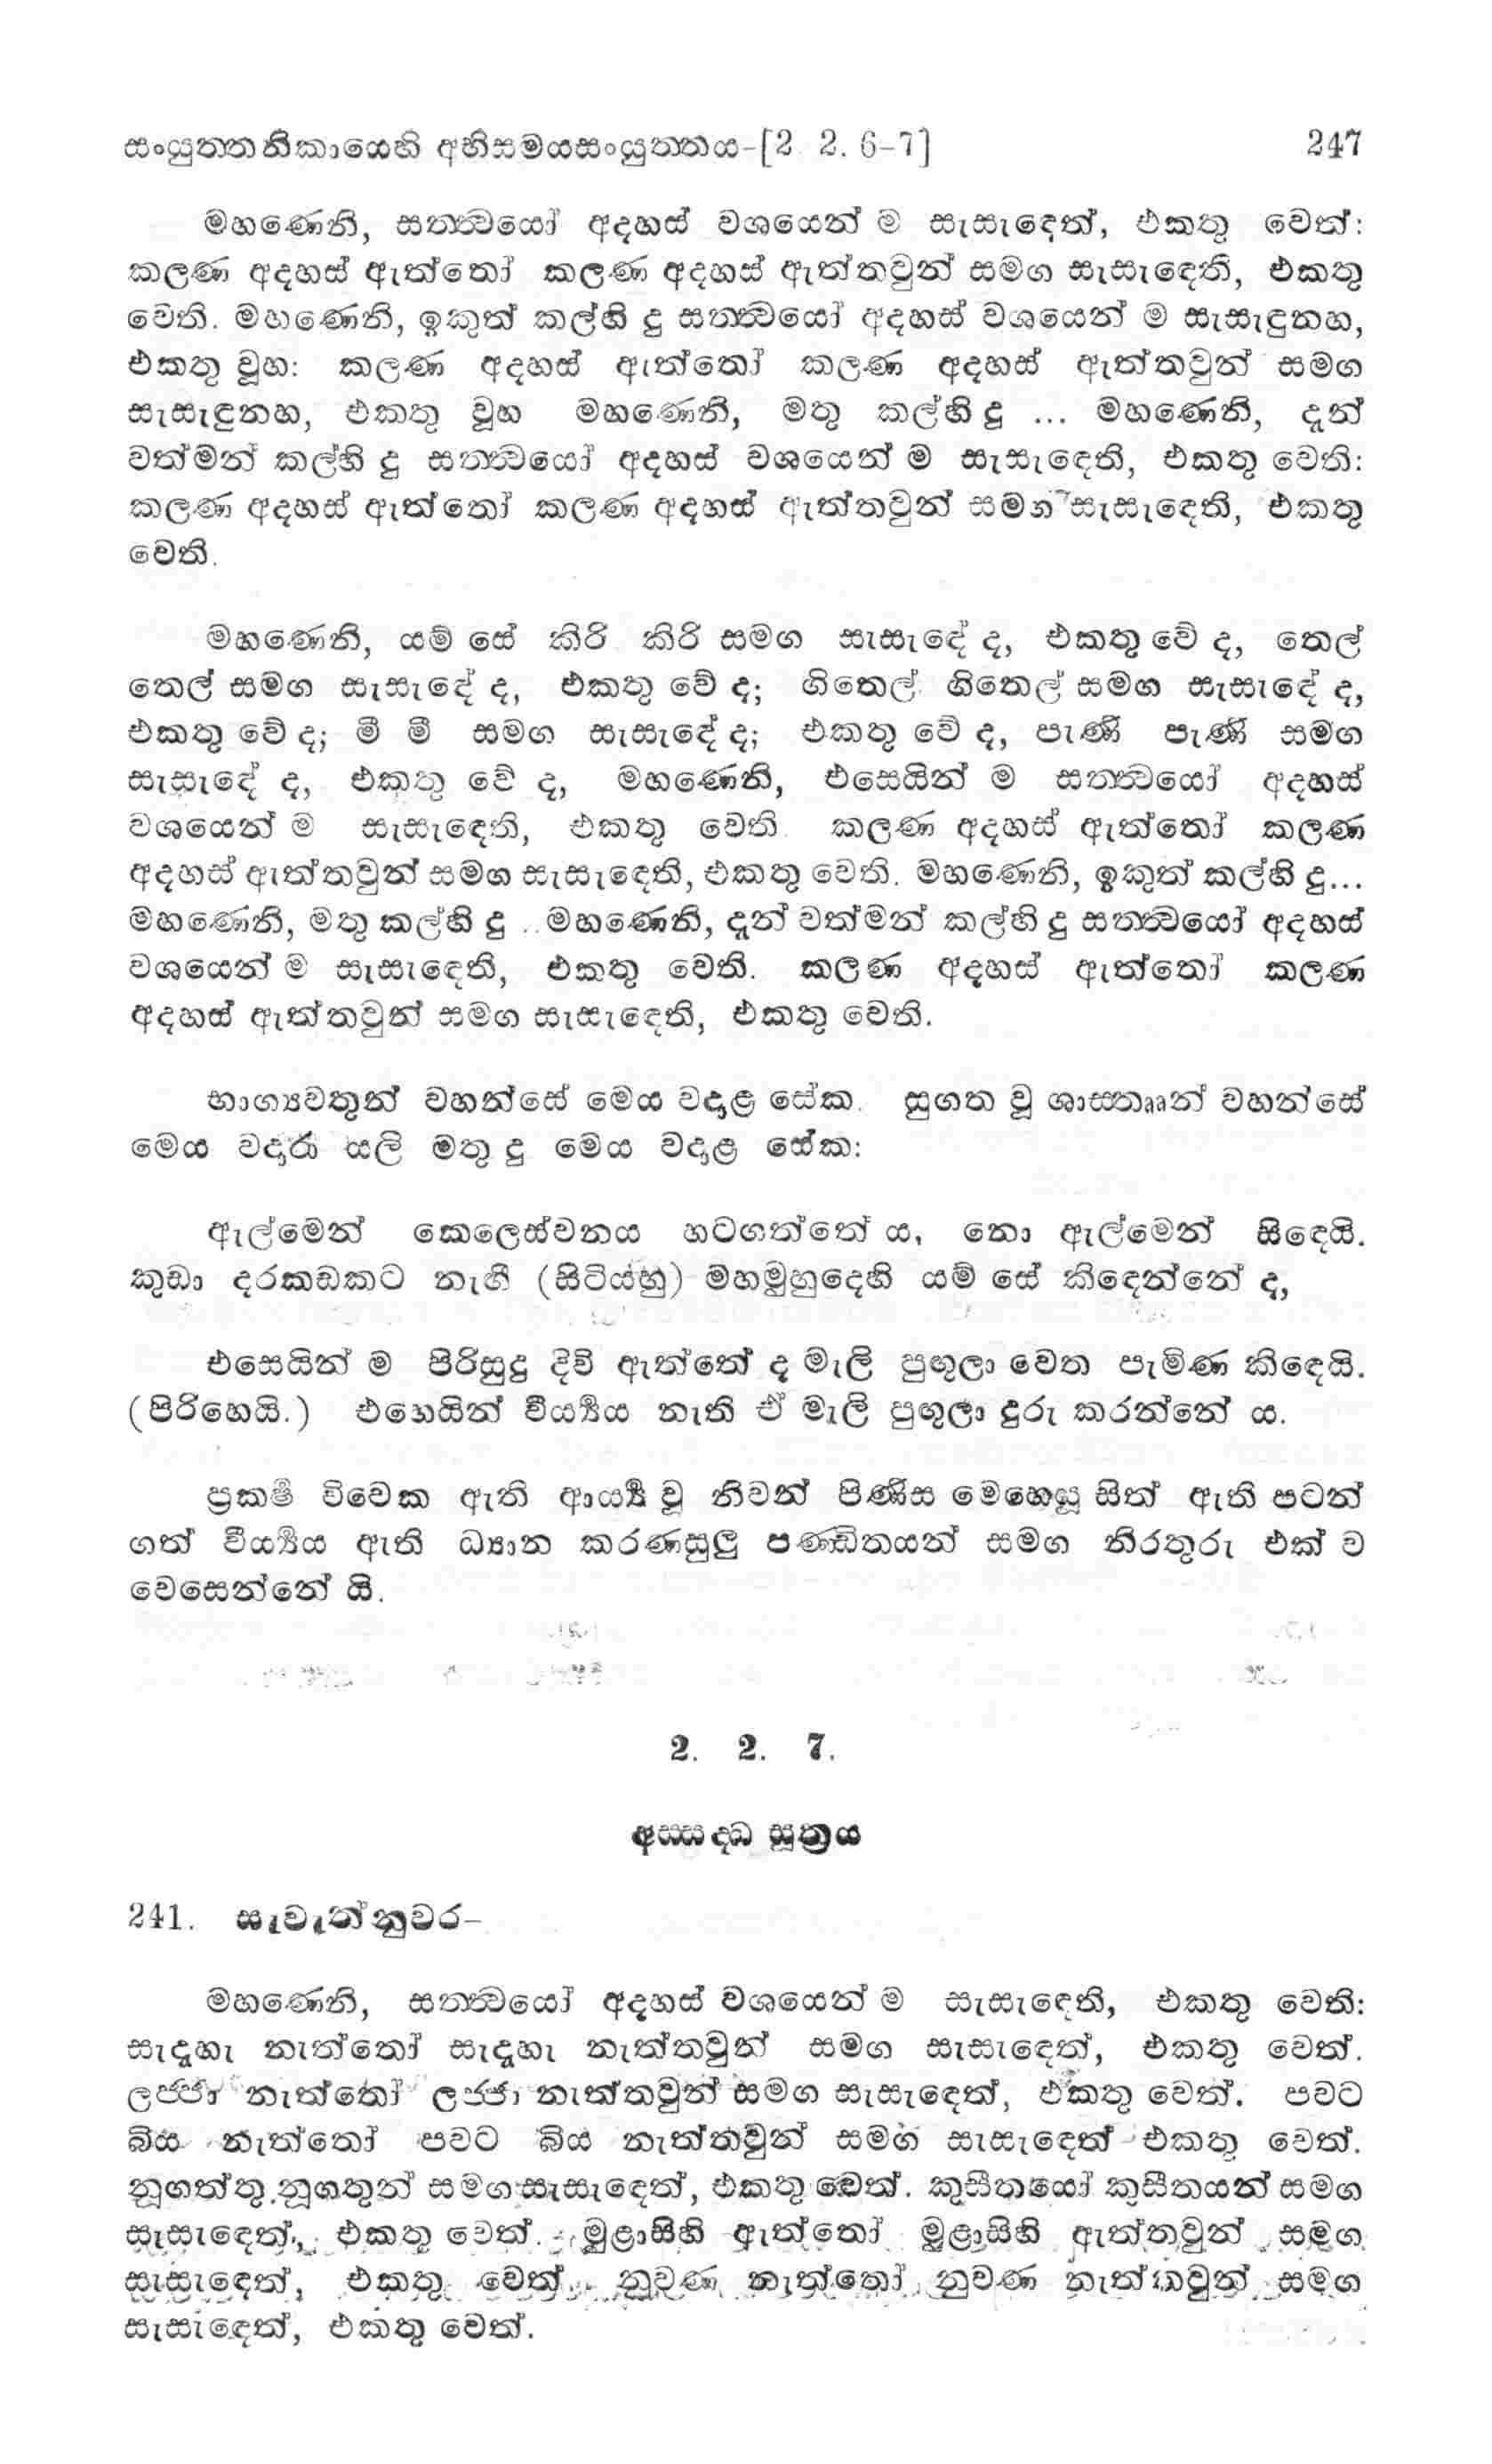 සංයුත්තනිකායෙහි අභිසමයසංයුත්තය-[2 2. 6-7] 247
මහණෙනි, සත්ත්වයෝ අදහස් වශයෙන් ම සැසැඳෙත්, එකතු වෙත්:
කලණ අදහස් ඇත්තෝ කලණ අදහස් ඇත්තවුන් සමග සැසැඳෙති, එකතු
වෙති. මහණෙනි, ඉකුත් කල්හි දු සත්ත්වයෝ අදහස් වශයෙන් ම සැසැඳුනහ,
එකතු වූහ: කලණ අදහස් ඇත්තෝ කලණ අදහස් ඇත්තවුන් සමග
සැසැඳුනහ, එකතු වූහ මහණෙනි, මතු කල්හි දු ... මහණෙනි, දැන්
වත්මන් කල්හි දු සත්ත්වයෝ අදහස් වශයෙන් ම සැසැඳෙති, එකතු වෙති:
කලණ අදහස් ඇත්තෝ කලණ අදහස් ඇත්තවුන් සමග සැසැඳෙති, එකතු
වෙති.
මහණෙනි, යම් සේ කිරි කිරි සමග සැසැඳේ ද, එකතු වේ ද, තෙල්
තෙල් සමග සැසැඳේ ද, එකතු වේ ද; ගිතෙල් ගිතෙල් සමග සැසැඳේ ද,
එකතු වේ ද; මී මී සමග සැසැඳේ ද; එකතු වේ ද, පැණි පැණි සමග
සැසැඳේ ද, එකතු වේ ද, මහණෙනි, එසෙයින් ම සත්ත්වයෝ අදහස්
වශයෙන් ම සැසැඳෙති, එකතු වෙති. කලණ අදහස් ඇත්තෝ කලණ
අදහස් ඇත්තවුන් සමග සැසැඳෙති, එකතු වෙති. මහණෙනි, ඉකුත් කල්හි දු...
මහණෙනි, මතු කල්හි දු .. මහණෙනි, දැන් වත්මන් කල්හි දු සත්ත්වයෝ අදහස්
වශයෙන් ම සැසැඳෙති, එකතු වෙති. කලණ අදහස් ඇත්තෝ කලණ
අදහස් ඇත්තවුන් සමග සැසැඳෙති, එකතු වෙති.
භාග්‍යවතුන් වහන්සේ මෙය වදාළ සේක. සුගත වූ ශාස්තෲන් වහන්සේ
මෙය වදාරා යලි මතු දු මෙය වදාළ සේක:
ඇල්මෙන් කෙලෙස්වනය හටගත්තේ ය, නො ඇල්මෙන් සිඳෙයි.
කුඩා දරකඩකට නැඟී (සිටියහු) මහමුහුදෙහි යම් සේ කිඳෙන්නේ ද,
එසෙයින් ම පිරිසුදු දිවි ඇත්තේ ද මැලි පුඟුලා වෙත පැමිණ කිඳෙයි.
(පිරිහෙයි.) එහෙයින් වීර්‍ය්‍යය නැති ඒ මැලි පුඟුලා දුරු කරන්නේ ය.
ප්‍රකර්‍ෂ විවෙක ඇති ආර්‍ය්‍ය වූ නිවන් පිණිස මෙහෙයූ සිත් ඇති පටන්
ගත් වීර්‍ය්‍යය ඇති ධ්‍යාන කරණසුලු පණ්ඩිතයන් සමග නිරතුරු එක් ව
වෙසෙන්නේ යි.
2. 2. 7.
අස්සද්ධ සූත්‍රය
241. සැවැත්නුවර-
මහණෙනි, සත්ත්වයෝ අදහස් වශයෙන් ම සැසැඳෙති, එකතු වෙති:
සැදැහැ නැත්තෝ සැදැහැ නැත්තවුන් සමග සැසැඳෙත්, එකතු වෙත්.
ලජ්ජා නැත්තෝ ලජ්ජා නැත්තවුන් සමග සැසැඳෙත්, එකතු වෙත්. පවට
බිය නැත්තෝ පවට බිය නැත්තවුන් සමග සැසැඳෙත් එකතු වෙත්.
නූගත්තු නූගතුන් සමග සැසැඳෙත්, එකතු වෙත්. කුසීතයෝ කුසීතයන් සමග
සැසැඳෙත්, එකතු වෙත්. මුළාසිහි ඇත්තෝ මුළාසිහි ඇත්තවුන් සමග
සැසැඳෙත්, එකතු වෙත්. නුවණ නැත්තෝ නුවණ නැත්තවුන් සමග
සැසැඳෙත්, එකතු වෙත්.